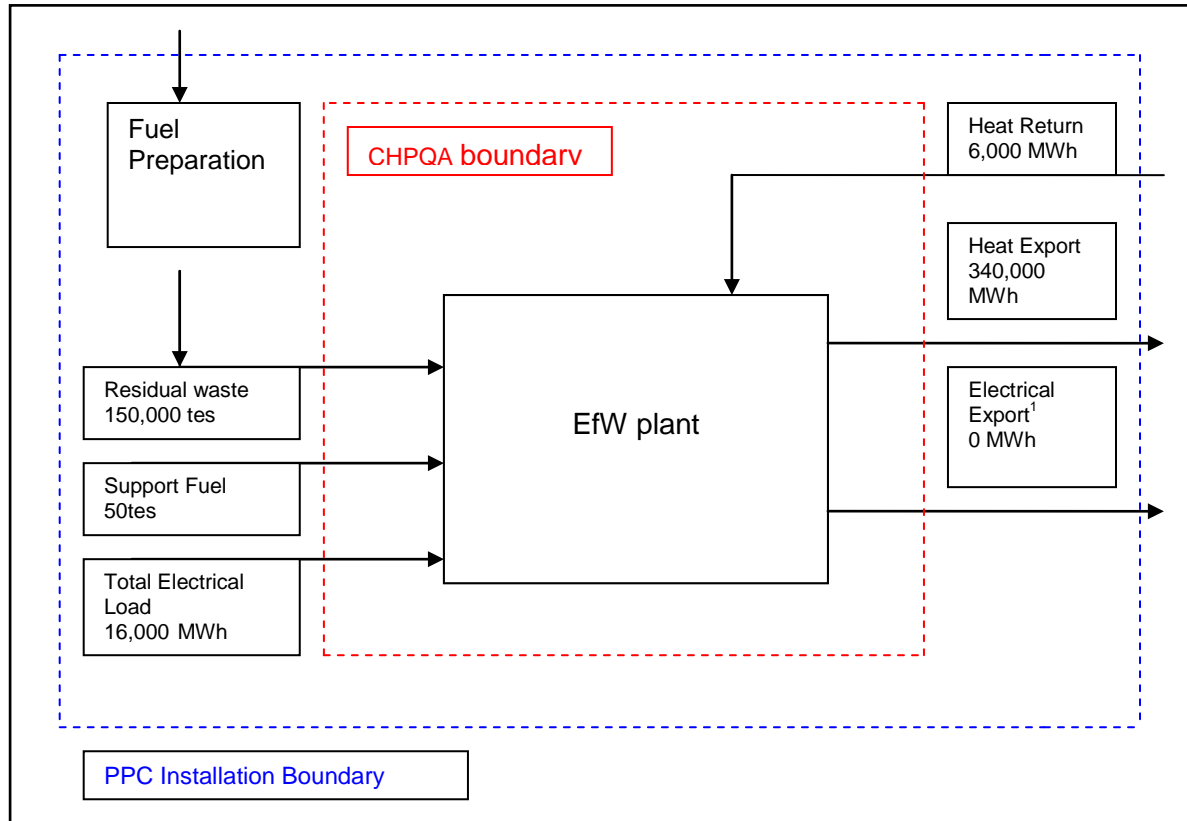 Fuel
Preparation
CHPQA boundary
Heat Return
6,000 MWh
Heat Export
340,000
MWh
Residual waste
150,000 tes
EfW plant
Electrical
Export¹
0 MWh
Support Fuel
50tes
Total Electrical
Load
16,000 MWh
PPC Installation Boundary